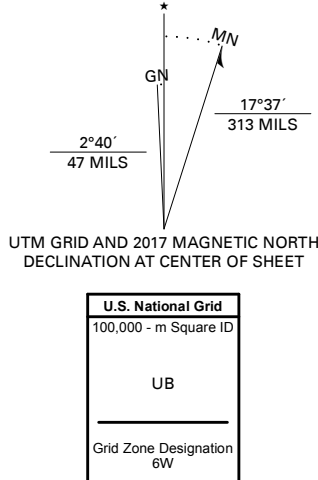 ★
MN
GN
17°37´
313 MILS
2°40´
47 MILS
UTM GRID AND 2017 MAGNETIC NORTH
DECLINATION AT CENTER OF SHEET
U.S. National Grid
100,000 - m Square ID
UB
Grid Zone Designation
6W